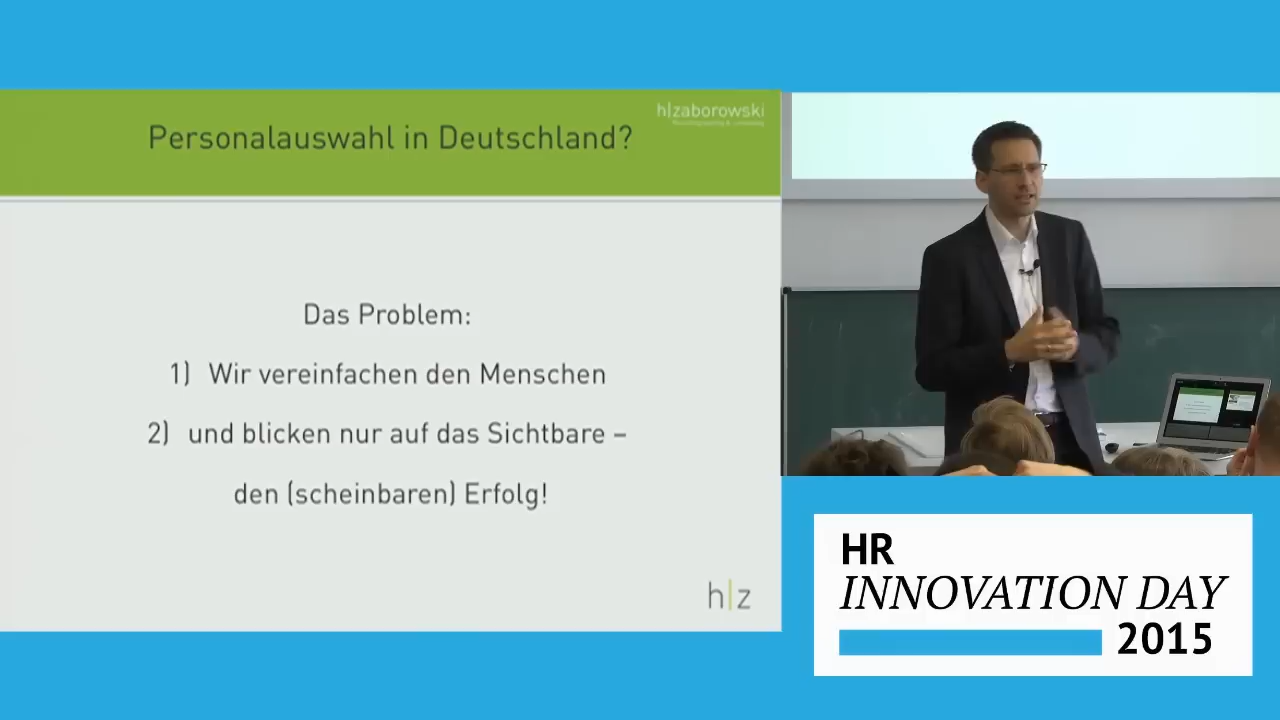 h|zaborowski
Personalauswahl in Deutschland?
Das Problem:
1) Wir vereinfachen den Menschen
2) und blicken nur auf das Sichtbare –
den (scheinbaren) Erfolg!
h|z
HR
INNOVATION DAY
2015